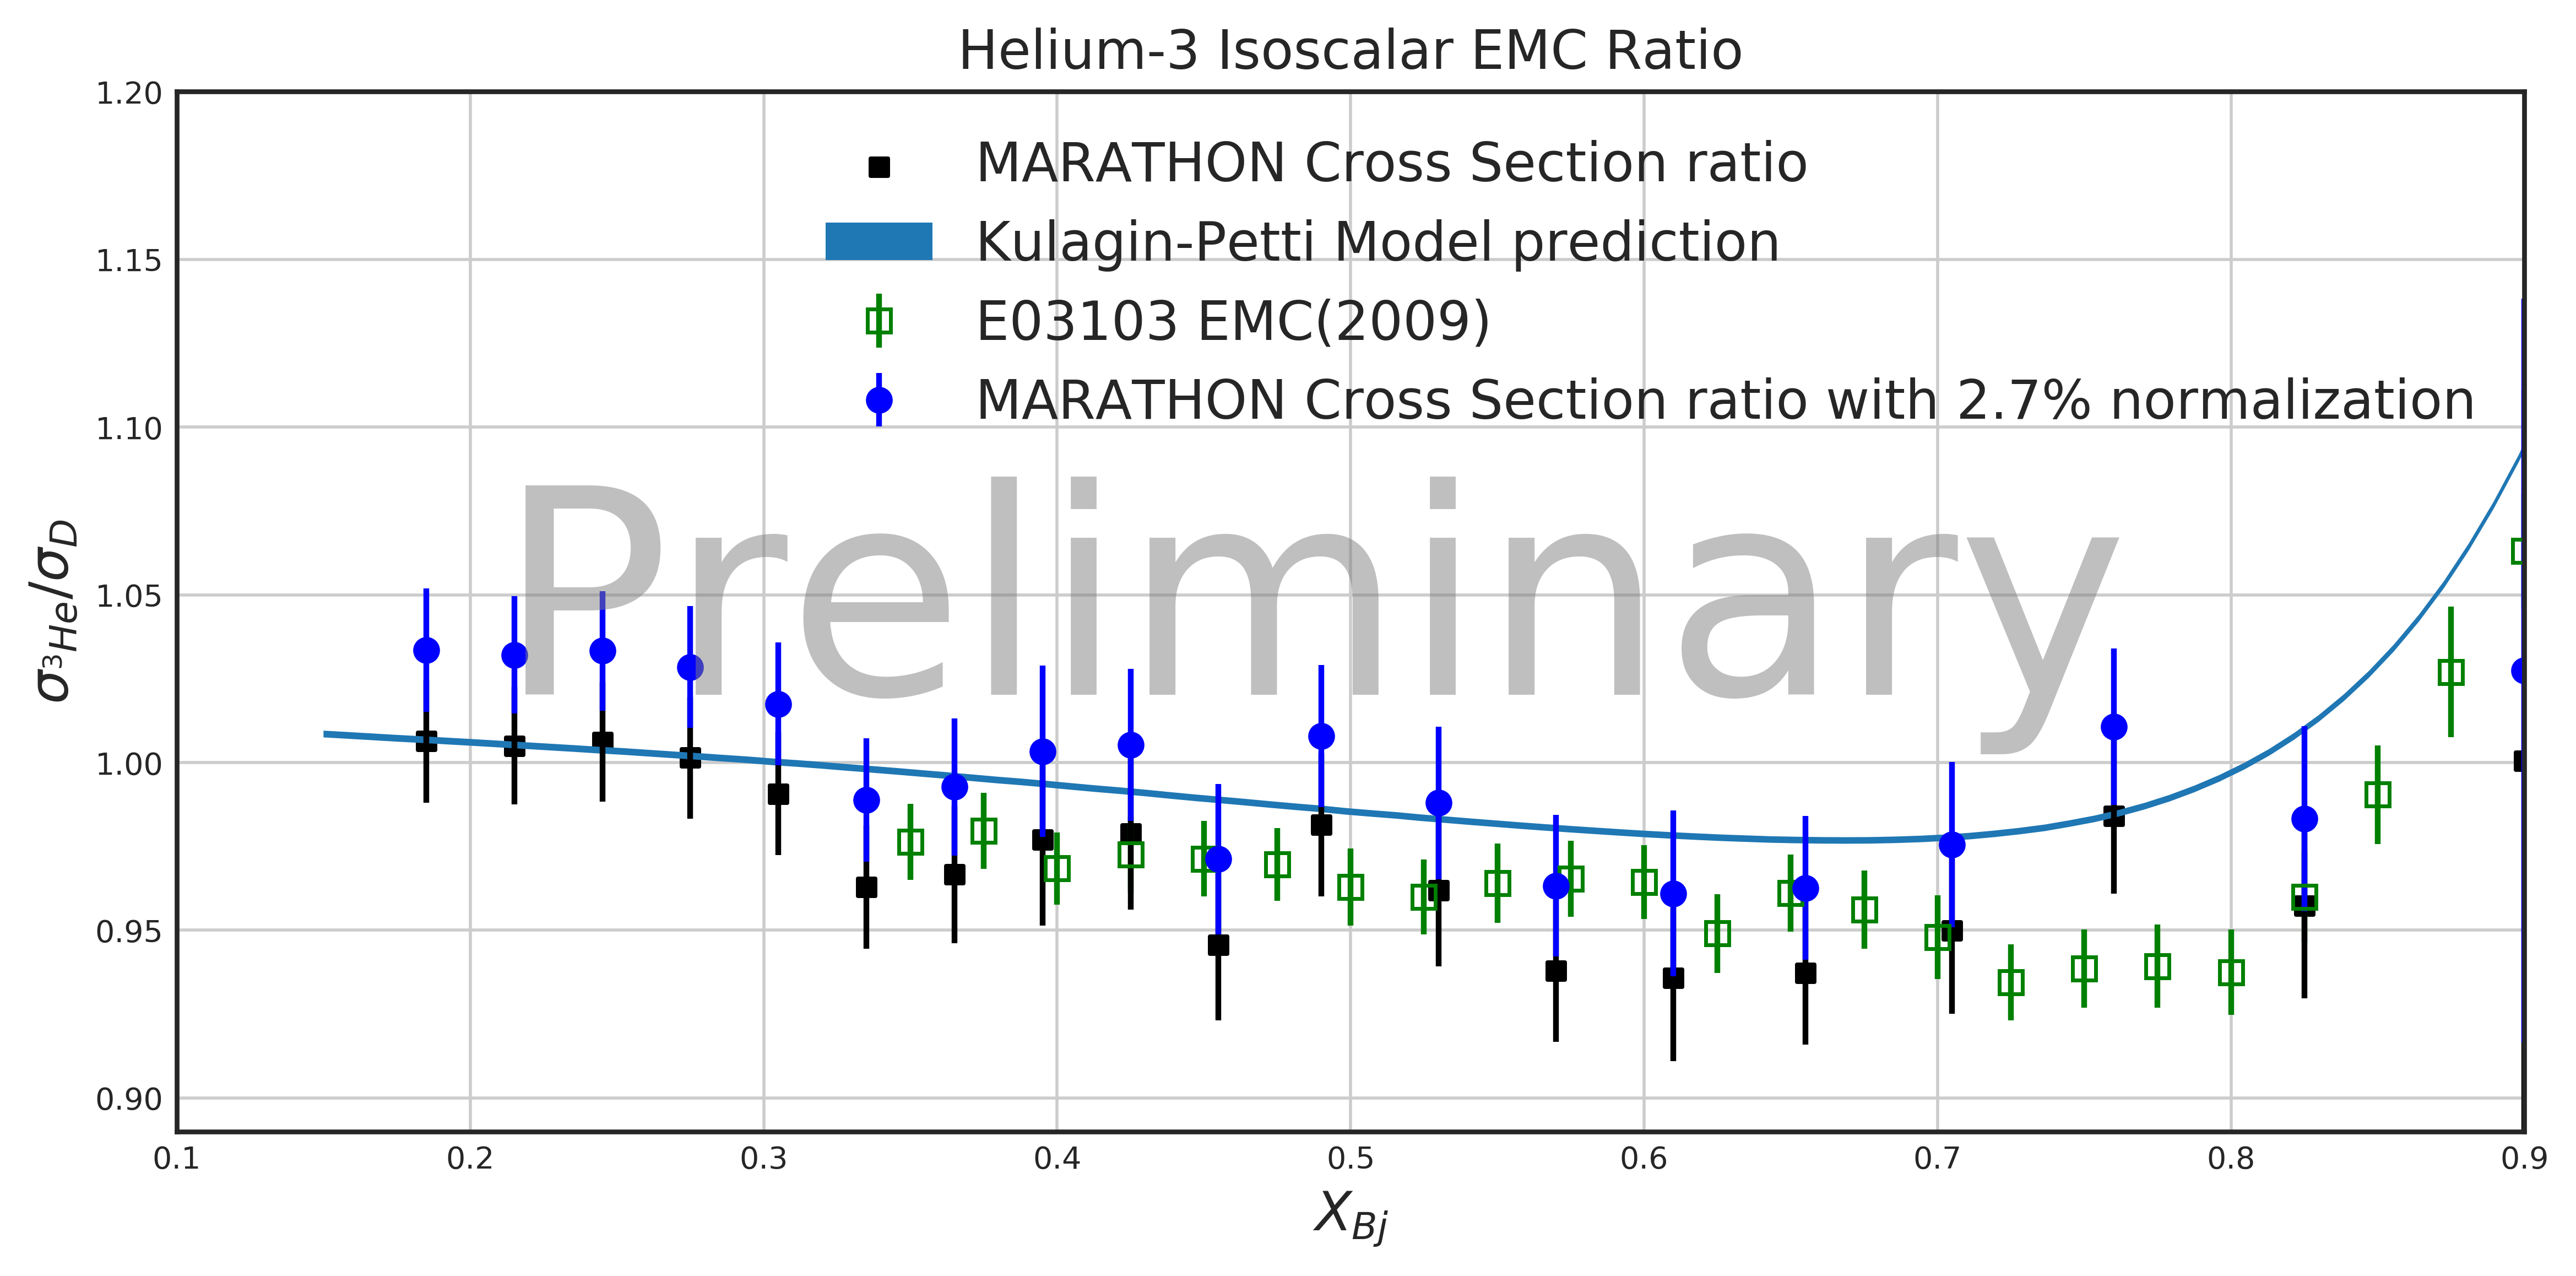 Helium-3 Isoscalar EMC Ratio
1.20
MARATHON Cross Section ratio
Kulagin-Petti Model prediction
1.15
E03103 EMC(2009)
MARATHON Cross Section ratio with 2.7% normalization
1.10
Preliminary
1.05
σ³He/σD
1.00
0.95
0.90
0.1 0.2 0.3 0.4 0.5 0.6 0.7 0.8 0.9
XBj